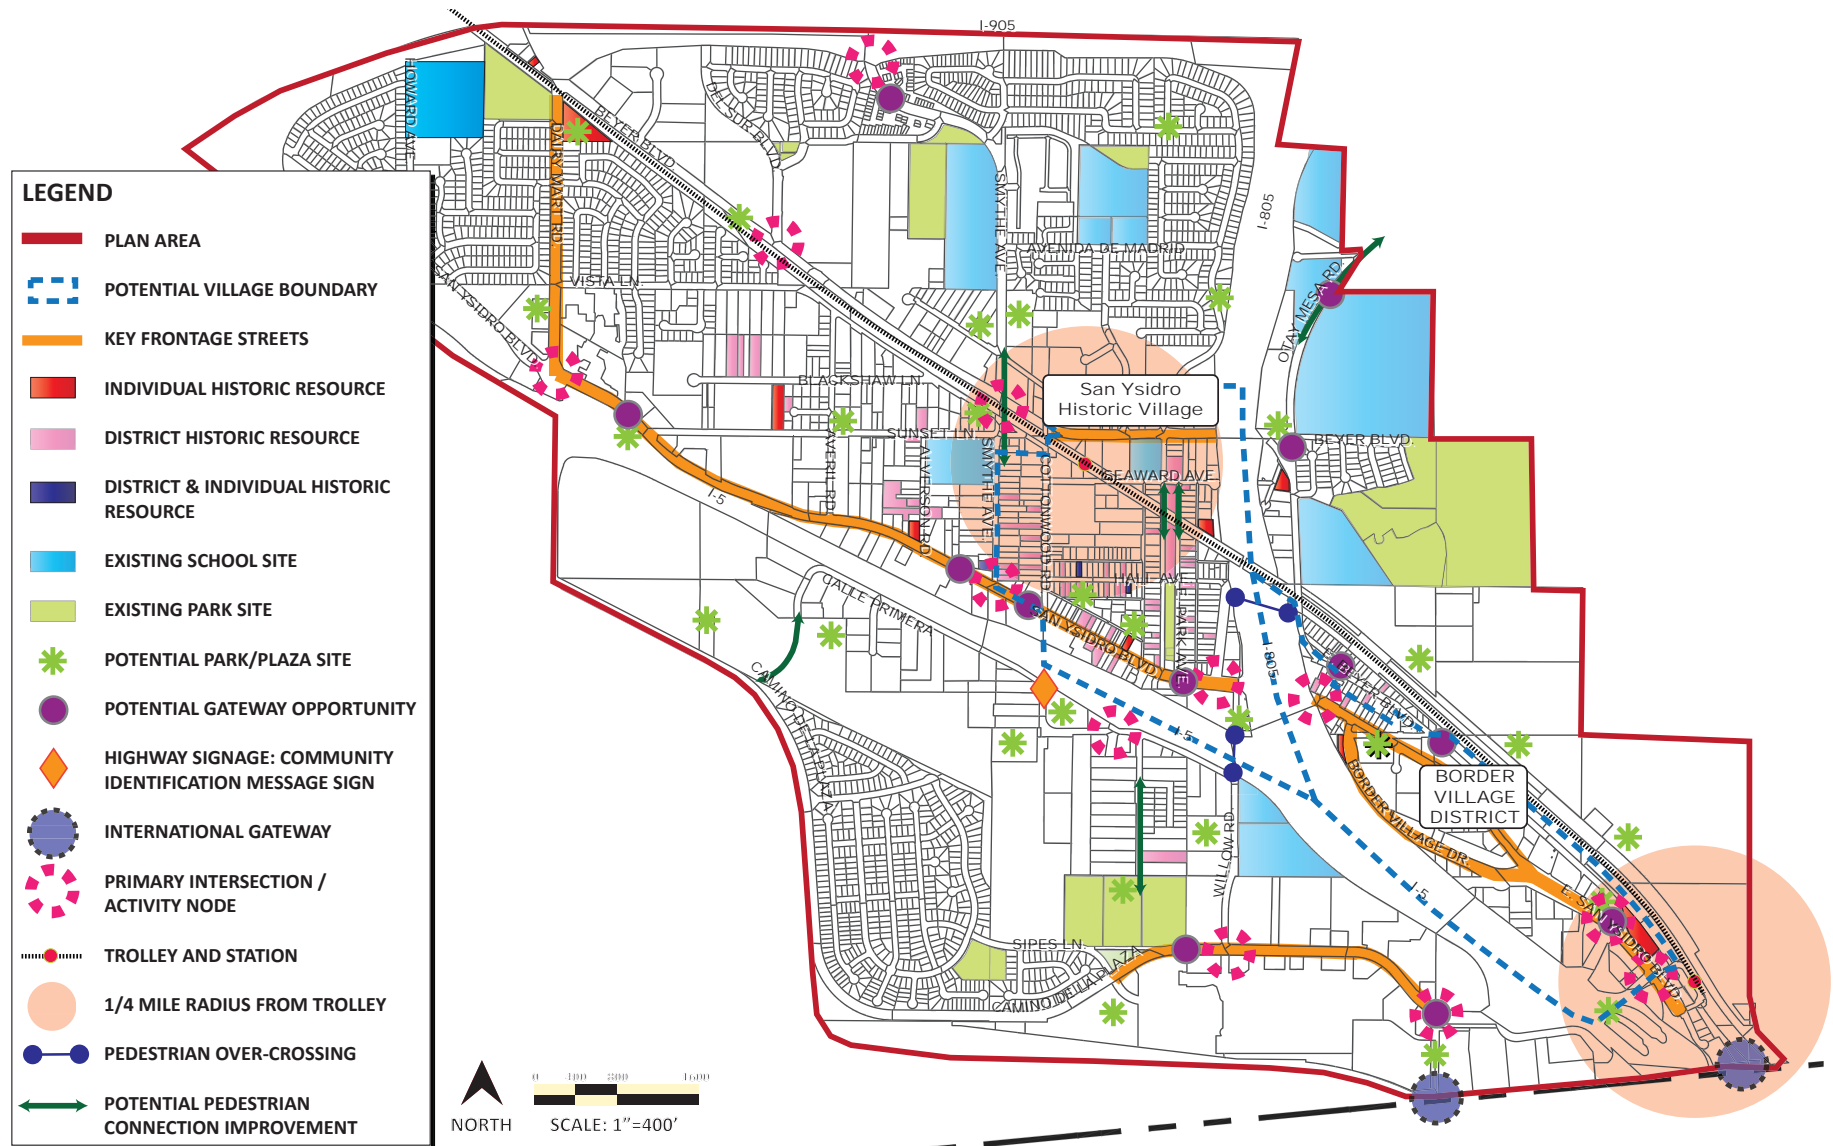 I-905
HOWARD AVE.
BEYER BLVD.
DEL SUR BLVD.
DAIRY MART RD.
SMYTHE AVE.
I-805
AVENIDA DE MADRID
OTAY MESA RD.
SAN YSIDRO BLVD.
VISTA LN.
BLACKSHAW LN.
San Ysidro
Historic Village
SUNSET LN.
BEYER BLVD.
AVERIL RD.
ALVERSON RD.
SMYTHE AVE.
COTTONWOOD RD.
SEAWARD AVE.
I-5
HALL AVE.
PARK AVE.
CALLE PRIMERA
SAN YSIDRO BLVD.
I-805
E. BEYER BLVD.
CAMINO DE LA PLAZA
I-5
BORDER
VILLAGE
DISTRICT
BORDER VILLAGE DR.
WILLOW RD.
I-5
E. SAN YSIDRO BLVD.
SIPES LN.
CAMINO DE LA PLAZA
LEGEND
PLAN AREA
POTENTIAL VILLAGE BOUNDARY
KEY FRONTAGE STREETS
INDIVIDUAL HISTORIC RESOURCE
DISTRICT HISTORIC RESOURCE
DISTRICT & INDIVIDUAL HISTORIC
RESOURCE
EXISTING SCHOOL SITE
EXISTING PARK SITE
POTENTIAL PARK/PLAZA SITE
POTENTIAL GATEWAY OPPORTUNITY
HIGHWAY SIGNAGE: COMMUNITY
IDENTIFICATION MESSAGE SIGN
INTERNATIONAL GATEWAY
PRIMARY INTERSECTION /
ACTIVITY NODE
TROLLEY AND STATION
1/4 MILE RADIUS FROM TROLLEY
PEDESTRIAN OVER-CROSSING
POTENTIAL PEDESTRIAN
CONNECTION IMPROVEMENT
0 400 800 1600
NORTH
SCALE: 1"=400'